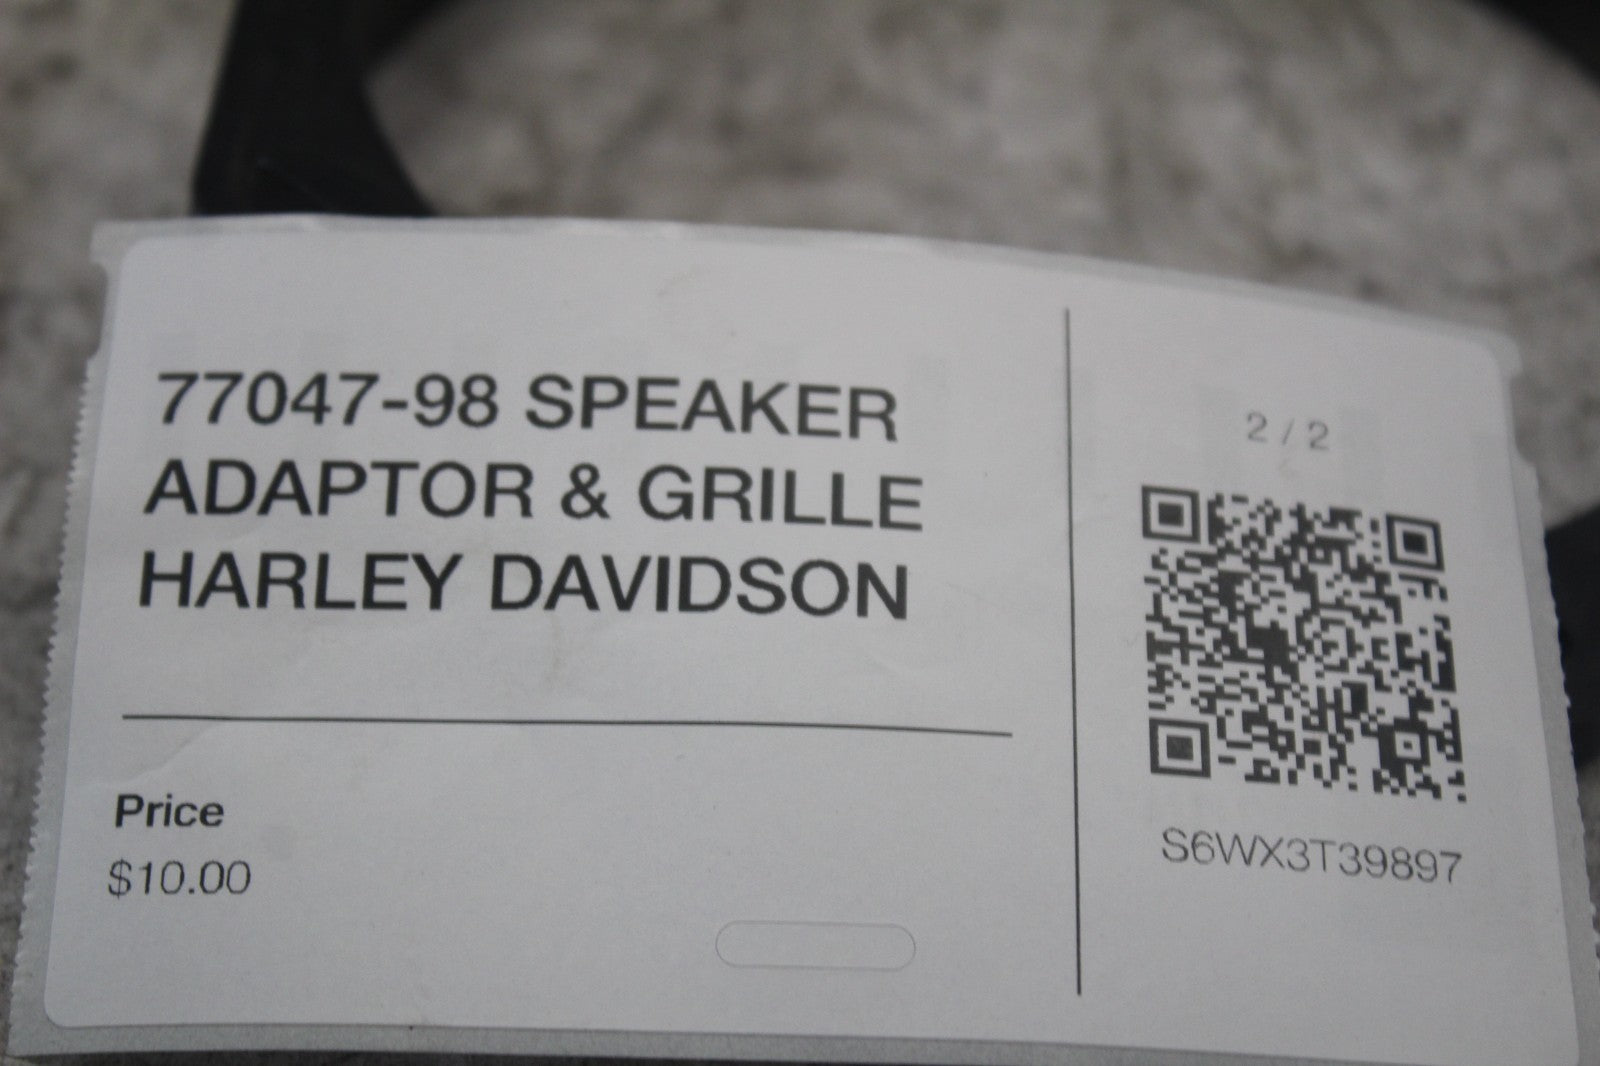 77047-98 SPEAKER
ADAPTOR & GRILLE
HARLEY DAVIDSON
Price
$10.00
2 / 2
S6WX3T39897